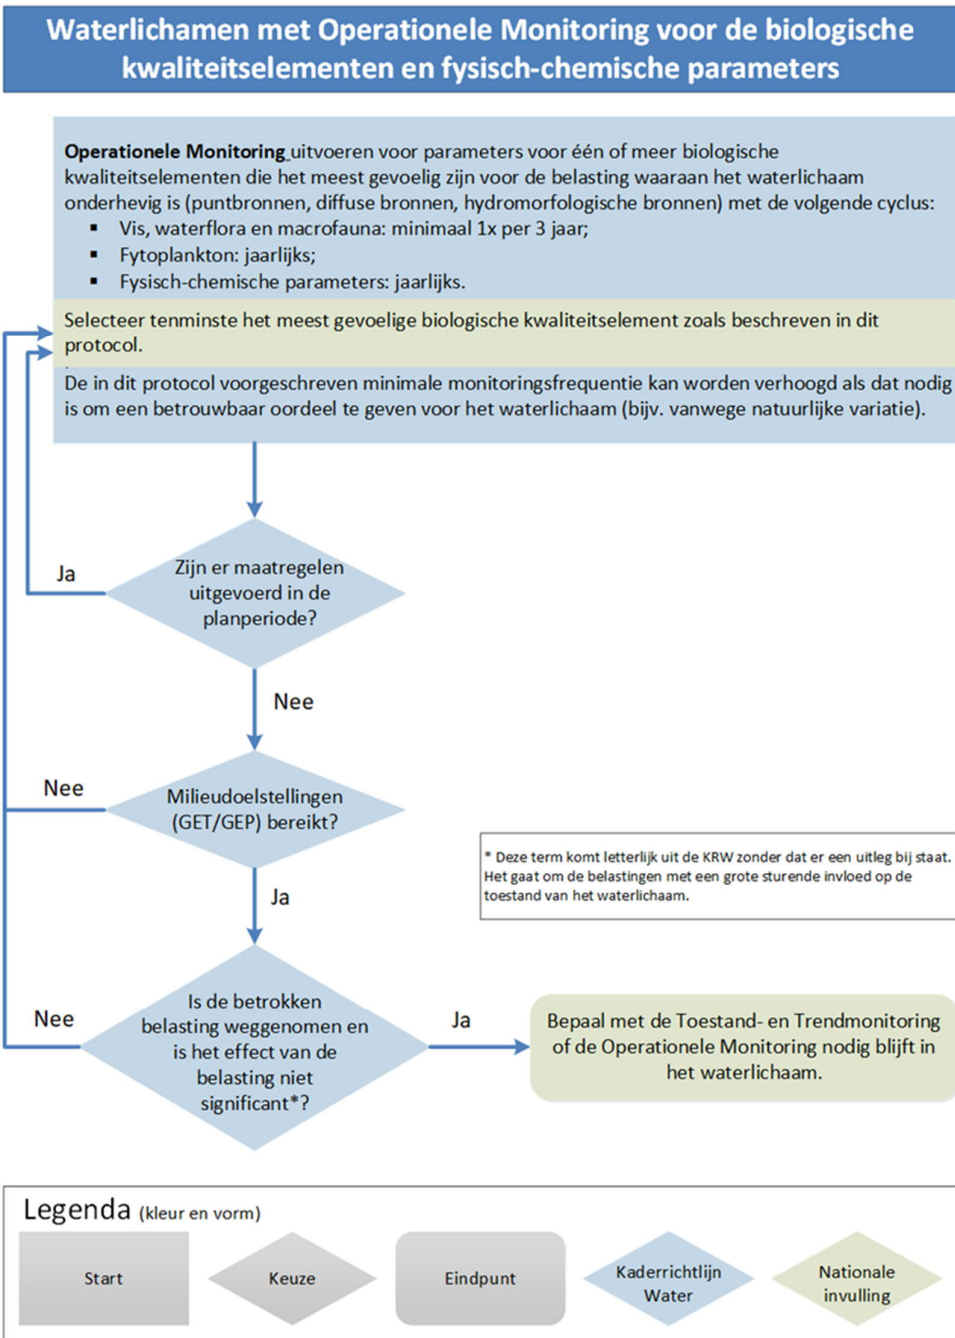 Waterlichamen met Operationele Monitoring voor de biologische
kwaliteitselementen en fysisch-chemische parameters
Operationele Monitoring uitvoeren voor parameters voor één of meer biologische
kwaliteitselementen die het meest gevoelig zijn voor de belasting waaraan het waterlichaam
onderhevig is (puntbronnen, diffuse bronnen, hydromorfologische bronnen) met de volgende cyclus:
▪ Vis, waterflora en macrofauna: minimaal 1x per 3 jaar;
▪ Fytoplankton: jaarlijks;
▪ Fysisch-chemische parameters: jaarlijks.
Selecteer tenminste het meest gevoelige biologische kwaliteitselement zoals beschreven in dit
protocol.
.
De in dit protocol voorgeschreven minimale monitoringsfrequentie kan worden verhoogd als dat nodig
is om een betrouwbaar oordeel te geven voor het waterlichaam (bijv. vanwege natuurlijke variatie).
Zijn er maatregelen
uitgevoerd in de
planperiode?
Ja
Nee
Milieudoelstellingen
(GET/GEP) bereikt?
Nee
Ja
* Deze term komt letterlijk uit de KRW zonder dat er een uitleg bij staat.
Het gaat om de belastingen met een grote sturende invloed op de
toestand van het waterlichaam.
Is de betrokken
belasting weggenomen en
is het effect van de
belasting niet
significant*?
Nee
Ja
Bepaal met de Toestand- en Trendmonitoring
of de Operationele Monitoring nodig blijft in
het waterlichaam.
Legenda (kleur en vorm)
Start
Keuze
Eindpunt
Kaderrichtlijn
Water
Nationale
invulling